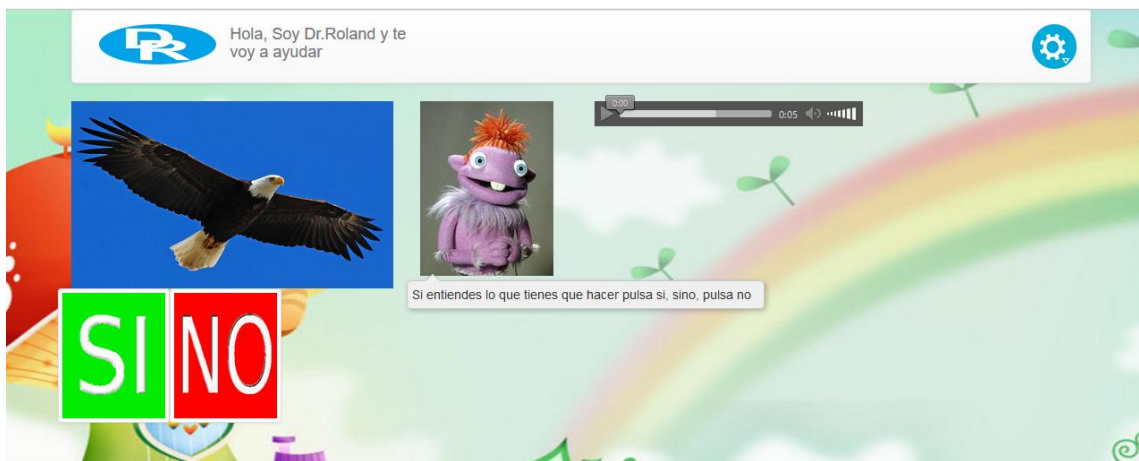 DR
Hola, Soy Dr.Roland y te
voy a ayudar
0:00
0:05
Si entiendes lo que tienes que hacer pulsa si, sino, pulsa no
SI NO